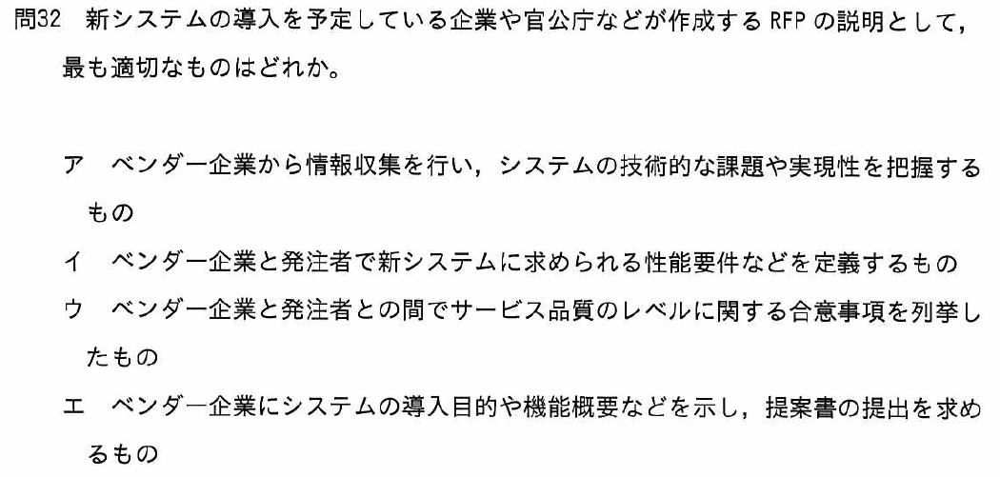 問32 新システムの導入を予定している企業や官公庁などが作成する RFP の説明として，
最も適切なものはどれか。
ア ベンダー企業から情報収集を行い，システムの技術的な課題や実現性を把握する
もの
イ ベンダー企業と発注者で新システムに求められる性能要件などを定義するもの
ウ ベンダー企業と発注者との間でサービス品質のレベルに関する合意事項を列挙し
たもの
エ ベンダー企業にシステムの導入目的や機能概要などを示し，提案書の提出を求め
るもの